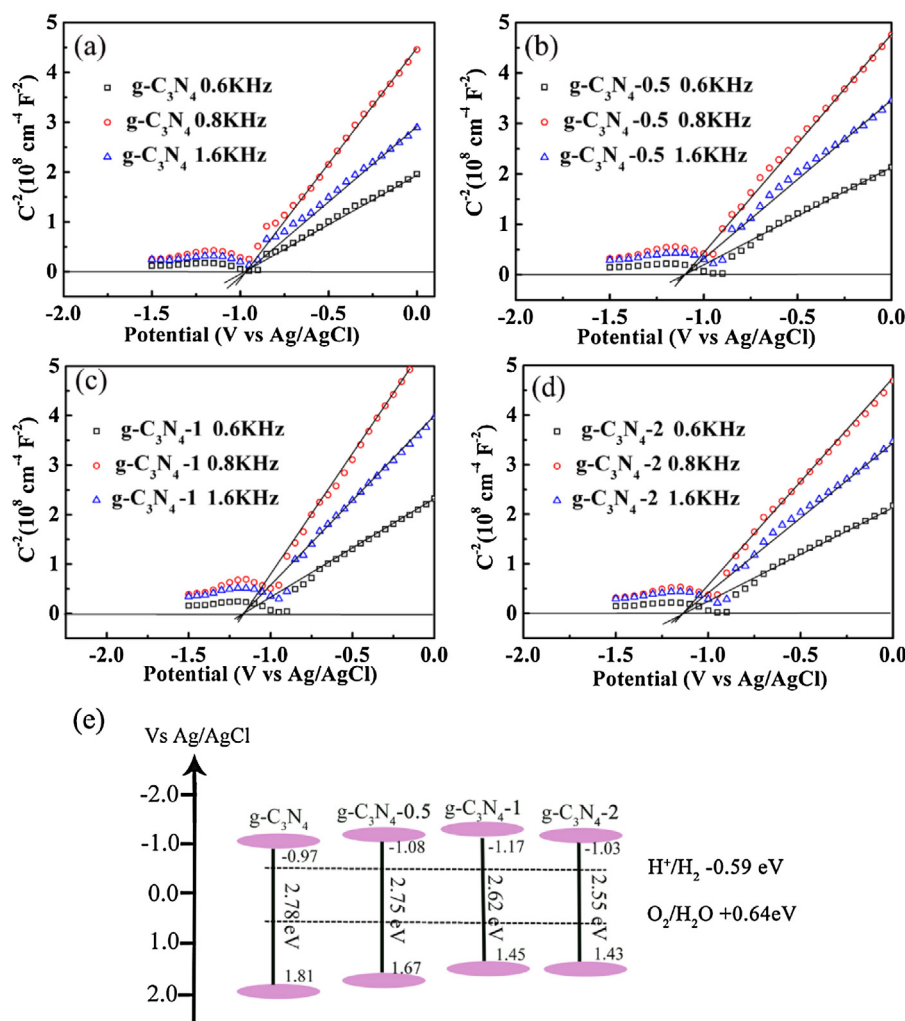 (a)
g-C₃N₄ 0.6KHz
g-C₃N₄ 0.8KHz
g-C₃N₄ 1.6KHz
C⁻²(10⁸ cm⁻⁴ F⁻²)
5
4
3
2
1
0
-2.0 -1.5 -1.0 -0.5 0.0
Potential (V vs Ag/AgCl)
(b)
g-C₃N₄-0.5 0.6KHz
g-C₃N₄-0.5 0.8KHz
g-C₃N₄-0.5 1.6KHz
C⁻²(10⁸ cm⁻⁴ F⁻²)
5
4
3
2
1
0
-2.0 -1.5 -1.0 -0.5 0.0
Potential (V vs Ag/AgCl)
(c)
g-C₃N₄-1 0.6KHz
g-C₃N₄-1 0.8KHz
g-C₃N₄-1 1.6KHz
C⁻²(10⁸ cm⁻⁴ F⁻²)
5
4
3
2
1
0
-2.0 -1.5 -1.0 -0.5 0.0
Potential (V vs Ag/AgCl)
(d)
g-C₃N₄-2 0.6KHz
g-C₃N₄-2 0.8KHz
g-C₃N₄-2 1.6KHz
C⁻²(10⁸ cm⁻⁴ F⁻²)
5
4
3
2
1
0
-2.0 -1.5 -1.0 -0.5 0.0
Potential (V vs Ag/AgCl)
(e)
Vs Ag/AgCl
-2.0
-1.0
0.0
1.0
2.0
g-C₃N₄ g-C₃N₄-0.5 g-C₃N₄-1 g-C₃N₄-2
-0.97 -1.08 -1.17 -1.03
2.78eV 2.75 eV 2.62 eV 2.55 eV
1.81 1.67 1.45 1.43
H⁺/H₂ -0.59 eV
O₂/H₂O +0.64eV